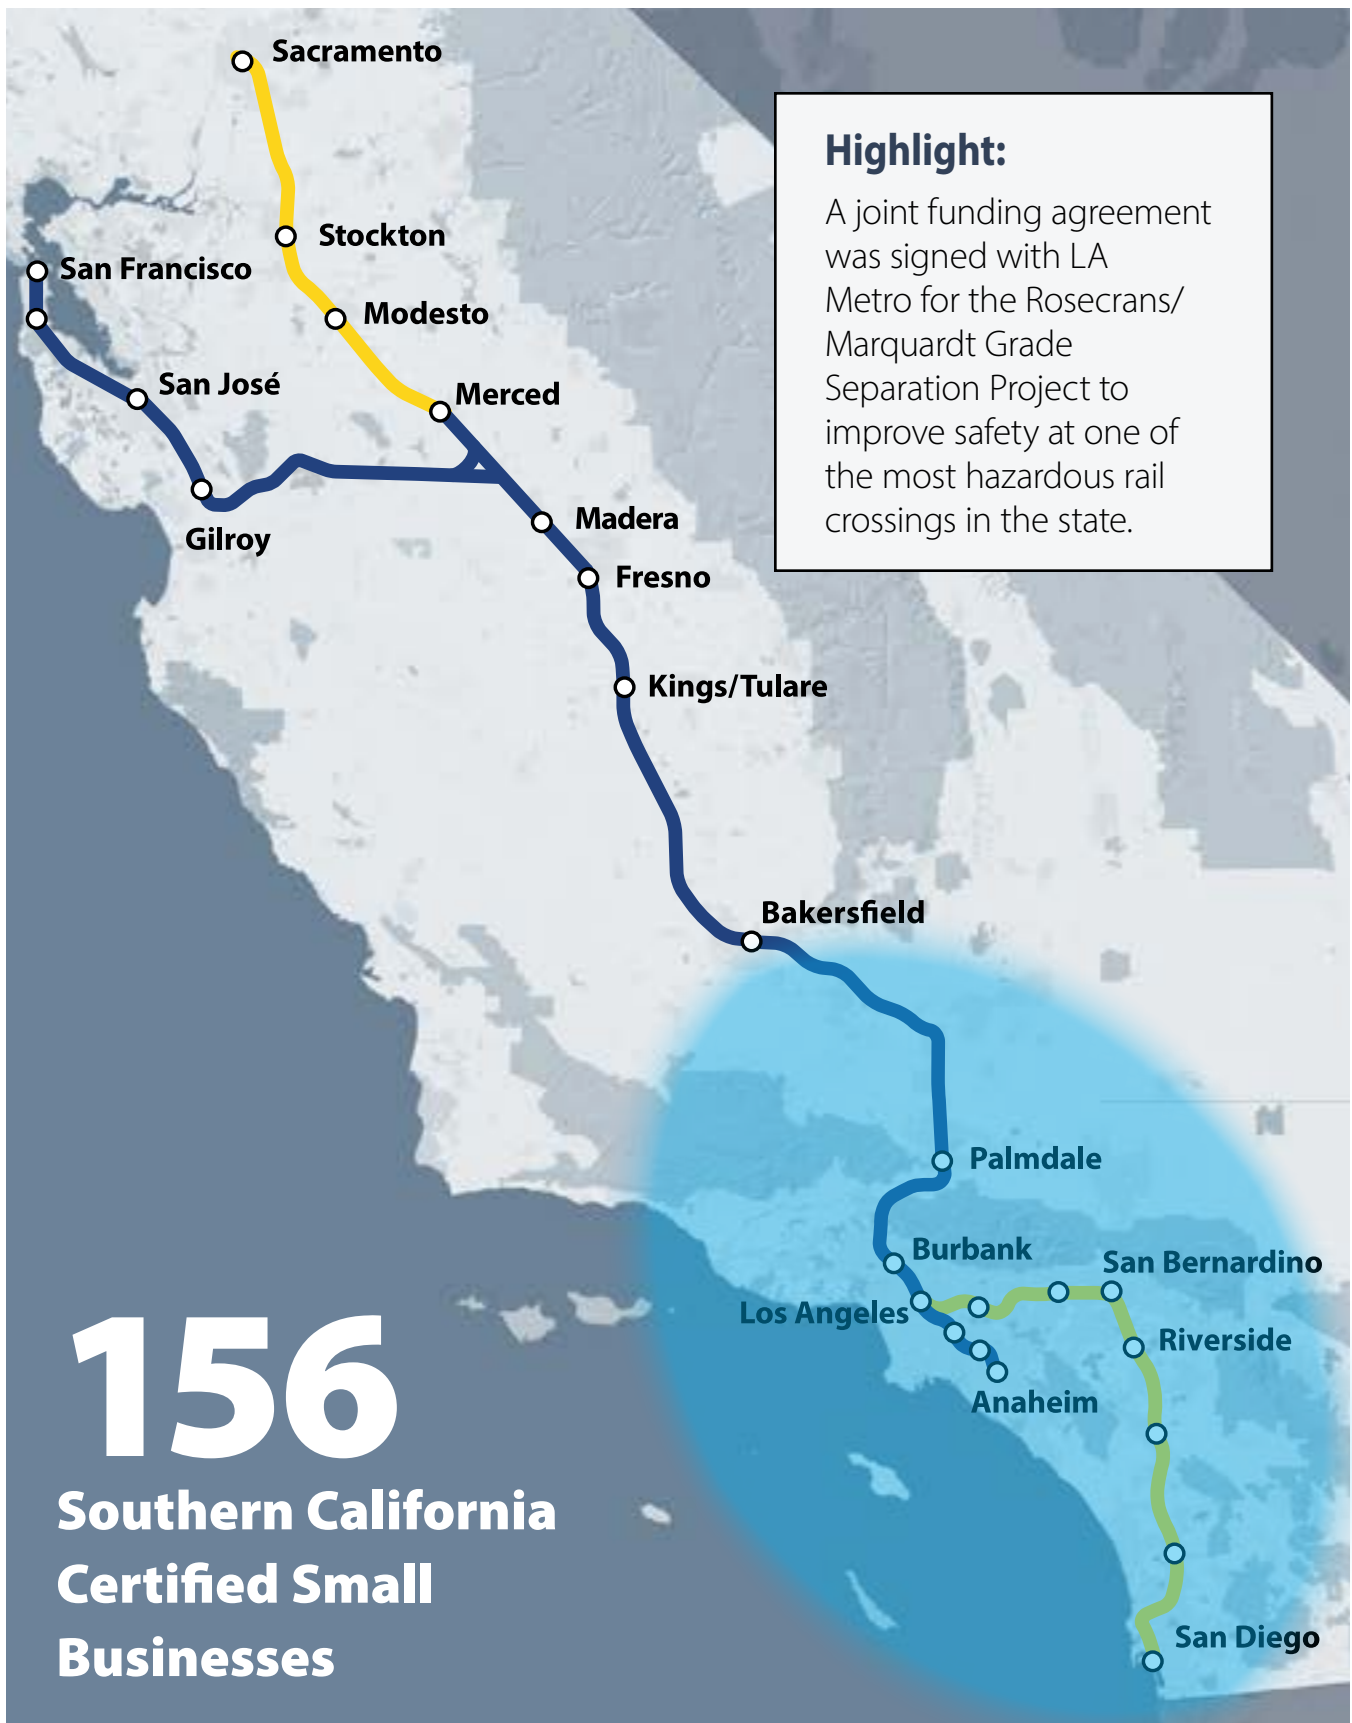 Sacramento
Highlight:
A joint funding agreement
was signed with LA
Metro for the Rosecrans/
Marquardt Grade
Separation Project to
improve safety at one of
the most hazardous rail
crossings in the state.
Stockton
San Francisco
Modesto
San José
Merced
Gilroy
Madera
Fresno
Kings/Tulare
Bakersfield
Palmdale
Burbank
San Bernardino
Los Angeles
Riverside
Anaheim
San Diego
156
Southern California
Certified Small
Businesses